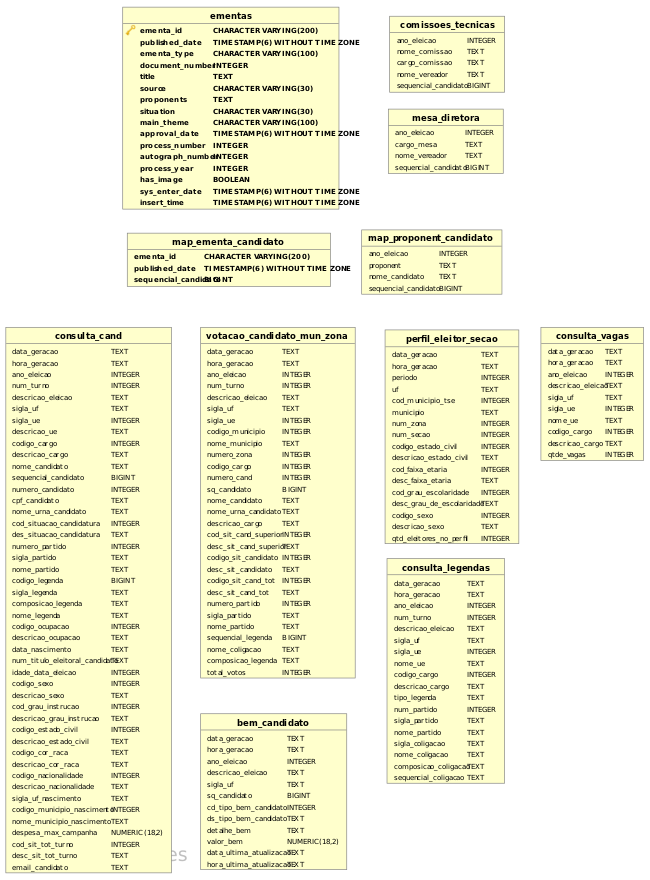 ementas
ementa_id CHARACTER VARYING(200)
published_date TIMESTAMP(6) WITHOUT TIME ZONE
ementa_type CHARACTER VARYING(100)
document_number INTEGER
title TEXT
source CHARACTER VARYING(30)
proponents TEXT
situation CHARACTER VARYING(30)
main_theme CHARACTER VARYING(100)
approval_date TIMESTAMP(6) WITHOUT TIME ZONE
process_number INTEGER
autograph_number INTEGER
process_year INTEGER
has_image BOOLEAN
sys_enter_date TIMESTAMP(6) WITHOUT TIME ZONE
insert_time TIMESTAMP(6) WITHOUT TIME ZONE
comissoes_tecnicas
ano_eleicao INTEGER
nome_comissao TEXT
cargo_comissao TEXT
nome_vereador TEXT
sequencial_candidato BIGINT
mesa_diretora
ano_eleicao INTEGER
cargo_mesa TEXT
nome_vereador TEXT
sequencial_candidato BIGINT
map_ementa_candidato
ementa_id CHARACTER VARYING(200)
published_date TIMESTAMP(6) WITHOUT TIME ZONE
sequencial_candidato BIGINT
map_proponent_candidato
ano_eleicao INTEGER
proponent TEXT
nome_candidato TEXT
sequencial_candidato BIGINT
consulta_cand
data_geracao TEXT
hora_geracao TEXT
ano_eleicao INTEGER
num_turno INTEGER
descricao_eleicao TEXT
sigla_uf TEXT
sigla_ue INTEGER
descricao_ue TEXT
codigo_cargo INTEGER
descricao_cargo TEXT
nome_candidato TEXT
sequencial_candidato BIGINT
numero_candidato INTEGER
cpf_candidato TEXT
nome_urna_candidato TEXT
cod_situacao_candidatura INTEGER
des_situacao_candidatura TEXT
numero_partido INTEGER
sigla_partido TEXT
nome_partido TEXT
codigo_legenda BIGINT
sigla_legenda TEXT
composicao_legenda TEXT
nome_legenda TEXT
codigo_ocupacao INTEGER
descricao_ocupacao TEXT
data_nascimento TEXT
num_titulo_eleitoral_candidato TEXT
idade_data_eleicao INTEGER
codigo_sexo INTEGER
descricao_sexo TEXT
cod_grau_instrucao INTEGER
descricao_grau_instrucao TEXT
codigo_estado_civil INTEGER
descricao_estado_civil TEXT
codigo_cor_raca TEXT
descricao_cor_raca TEXT
codigo_nacionalidade INTEGER
descricao_nacionalidade TEXT
sigla_uf_nascimento TEXT
codigo_municipio_nascimento INTEGER
nome_municipio_nascimento TEXT
despesa_max_campanha NUMERIC(18,2)
cod_sit_tot_turno INTEGER
desc_sit_tot_turno TEXT
email_candidato TEXT
votacao_candidato_mun_zona
data_geracao TEXT
hora_geracao TEXT
ano_eleicao INTEGER
num_turno INTEGER
descricao_eleicao TEXT
sigla_uf TEXT
sigla_ue INTEGER
codigo_municipio INTEGER
nome_municipio TEXT
numero_zona INTEGER
codigo_cargo INTEGER
numero_cand INTEGER
sq_candidato BIGINT
nome_candidato TEXT
nome_urna_candidato TEXT
descricao_cargo TEXT
cod_sit_cand_superior INTEGER
desc_sit_cand_superior TEXT
codigo_sit_candidato INTEGER
desc_sit_candidato TEXT
codigo_sit_cand_tot INTEGER
desc_sit_cand_tot TEXT
numero_partido INTEGER
sigla_partido TEXT
nome_partido TEXT
sequencial_legenda BIGINT
nome_coligacao TEXT
composicao_legenda TEXT
total_votos INTEGER
bem_candidato
data_geracao TEXT
hora_geracao TEXT
ano_eleicao INTEGER
descricao_eleicao TEXT
sigla_uf TEXT
sq_candidato BIGINT
cd_tipo_bem_candidato INTEGER
ds_tipo_bem_candidato TEXT
detalhe_bem TEXT
valor_bem NUMERIC(18,2)
data_ultima_atualizacao TEXT
hora_ultima_atualizacao TEXT
perfil_eleitor_secao
data_geracao TEXT
hora_geracao TEXT
periodo INTEGER
uf TEXT
cod_municipio_tse INTEGER
municipio TEXT
num_zona INTEGER
num_secao INTEGER
codigo_estado_civil INTEGER
descricao_estado_civil TEXT
cod_faixa_etaria INTEGER
desc_faixa_etaria TEXT
cod_grau_escolaridade INTEGER
desc_grau_de_escolaridade TEXT
codigo_sexo INTEGER
descricao_sexo TEXT
qtd_eleitores_no_perfil INTEGER
consulta_legendas
data_geracao TEXT
hora_geracao TEXT
ano_eleicao INTEGER
num_turno INTEGER
descricao_eleicao TEXT
sigla_uf TEXT
sigla_ue INTEGER
nome_ue TEXT
codigo_cargo INTEGER
descricao_cargo TEXT
tipo_legenda TEXT
num_partido INTEGER
sigla_partido TEXT
nome_partido TEXT
sigla_coligacao TEXT
nome_coligacao TEXT
composicao_coligacao TEXT
sequencial_coligacao TEXT
consulta_vagas
data_geracao TEXT
hora_geracao TEXT
ano_eleicao INTEGER
descricao_eleicao TEXT
sigla_uf TEXT
sigla_ue INTEGER
nome_ue TEXT
codigo_cargo INTEGER
descricao_cargo TEXT
qtde_vagas INTEGER
es